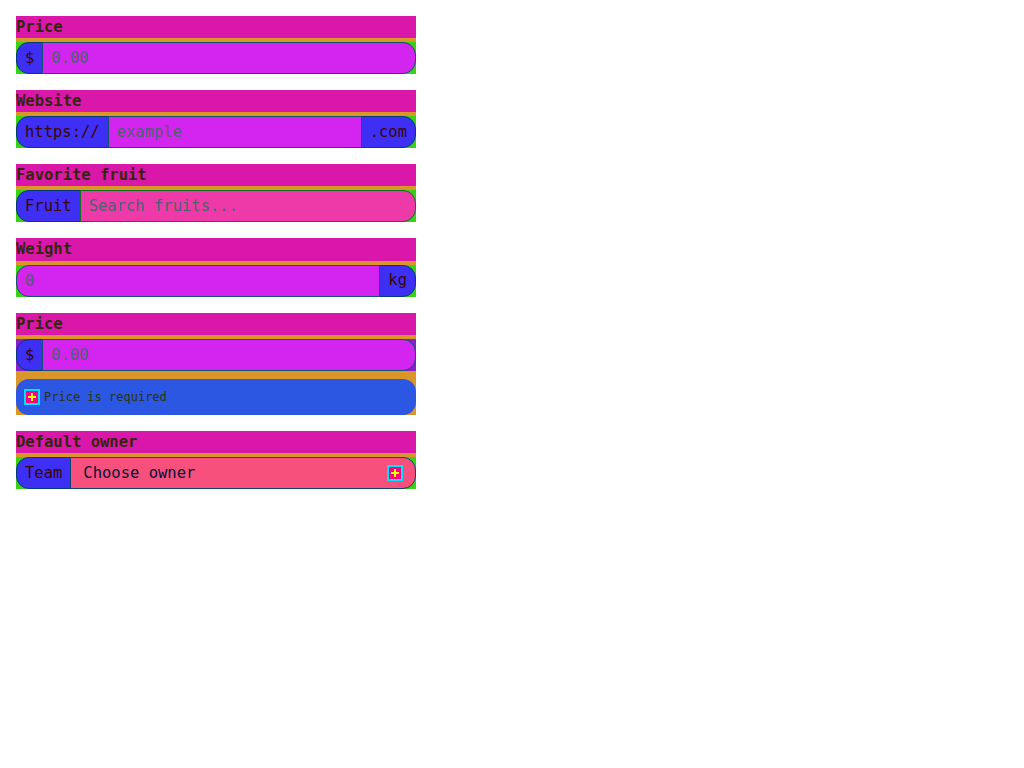 Price
$ 0.00
Website
https:// example .com
Favorite fruit
Fruit Search fruits...
Weight
0 kg
Price
$ 0.00
Price is required
Default owner
Team Choose owner